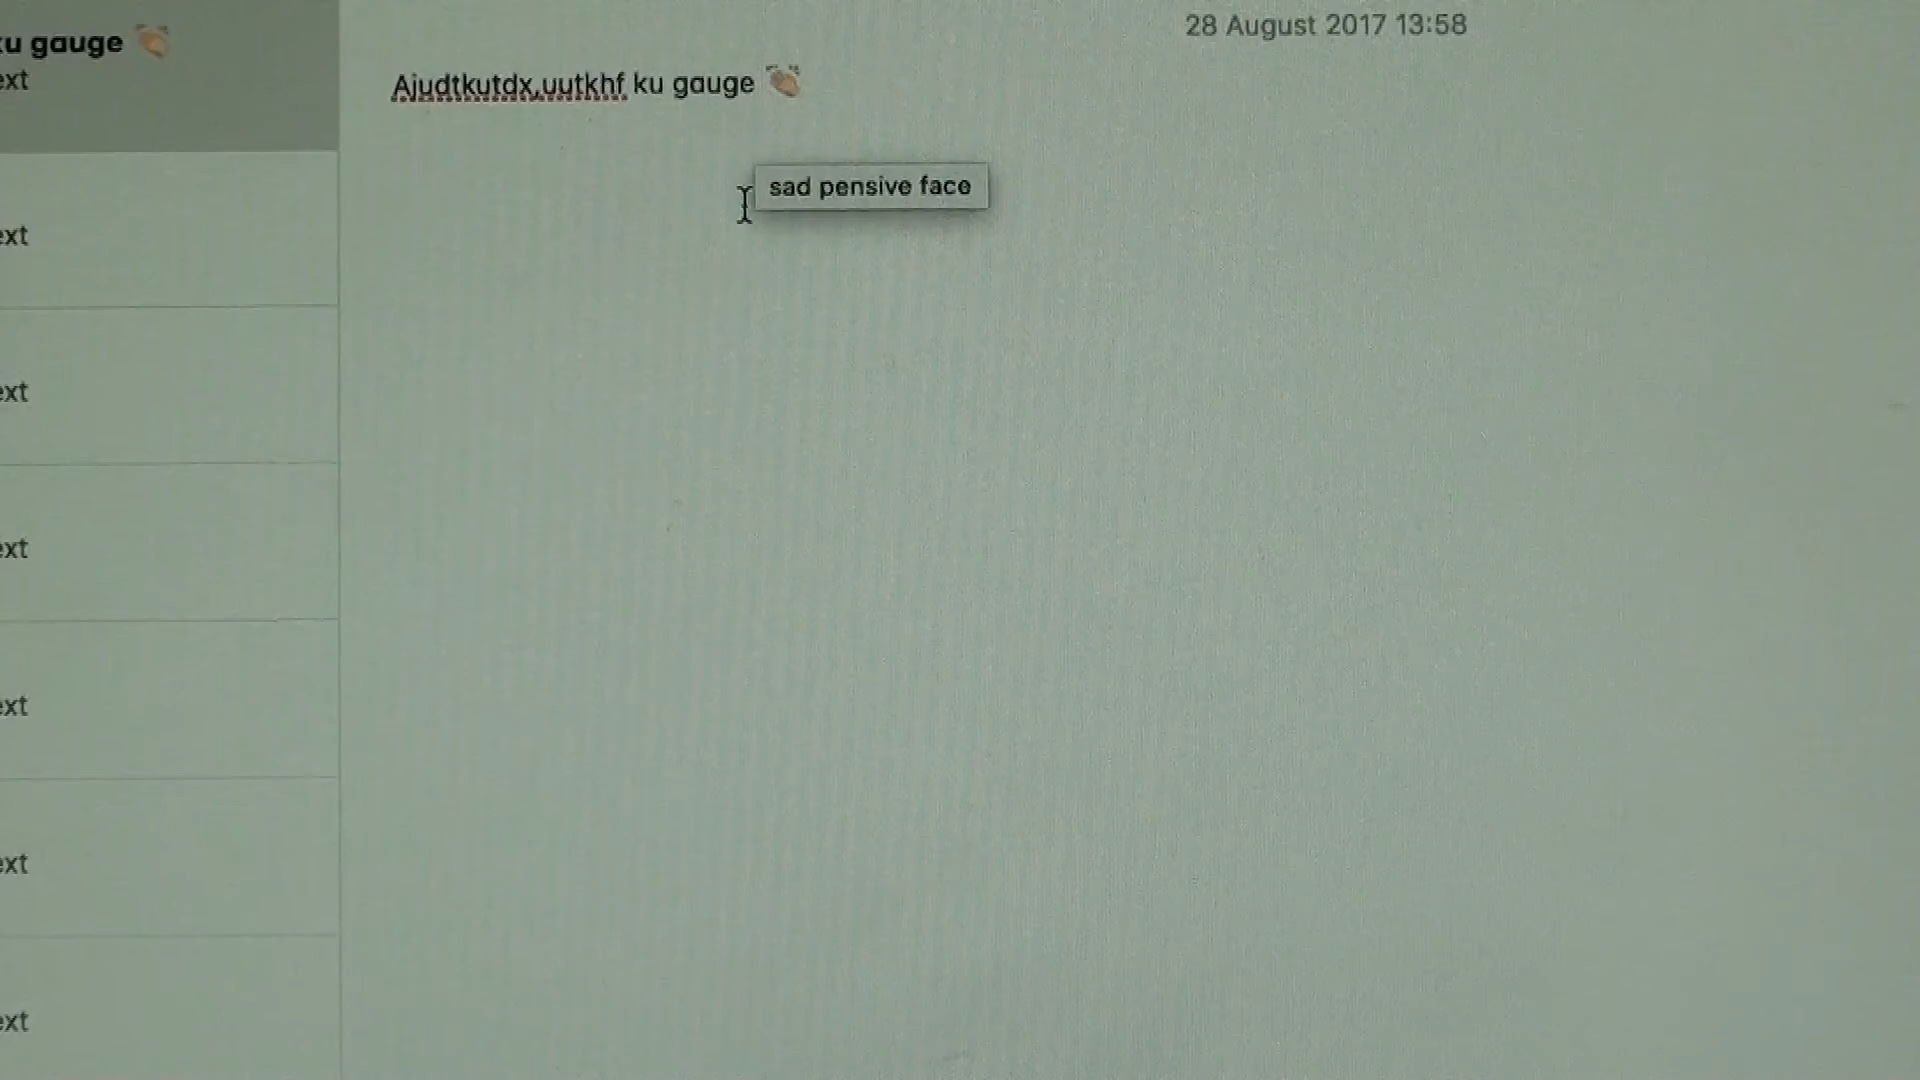 ku gauge 👏🏼
ext
ext
ext
ext
ext
ext
ext
28 August 2017 13:58
Ajudtkutdx,uutkhf ku gauge 👏🏼
sad pensive face